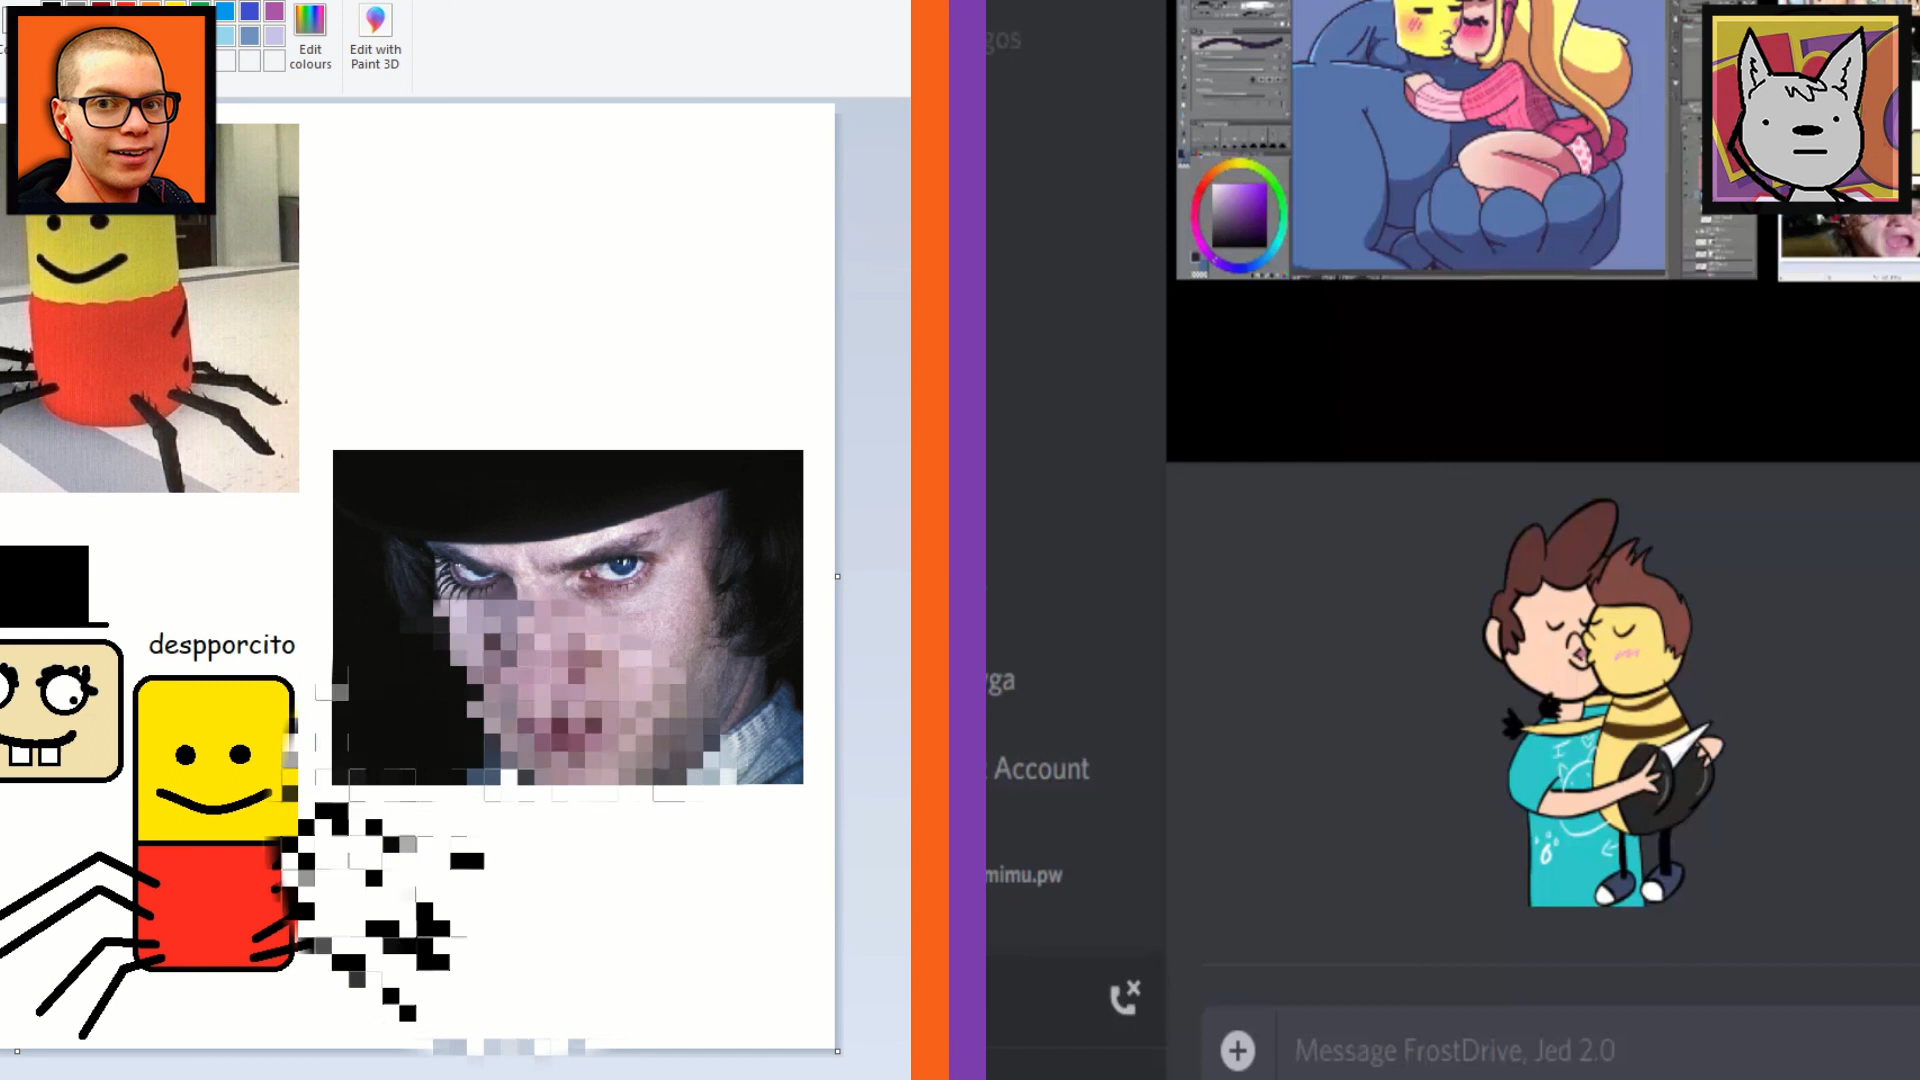 Edit
colours
Edit with
Paint 3D
despporcito
gos
ga
Account
mimu.pw
Message FrostDrive, Jed 2.0